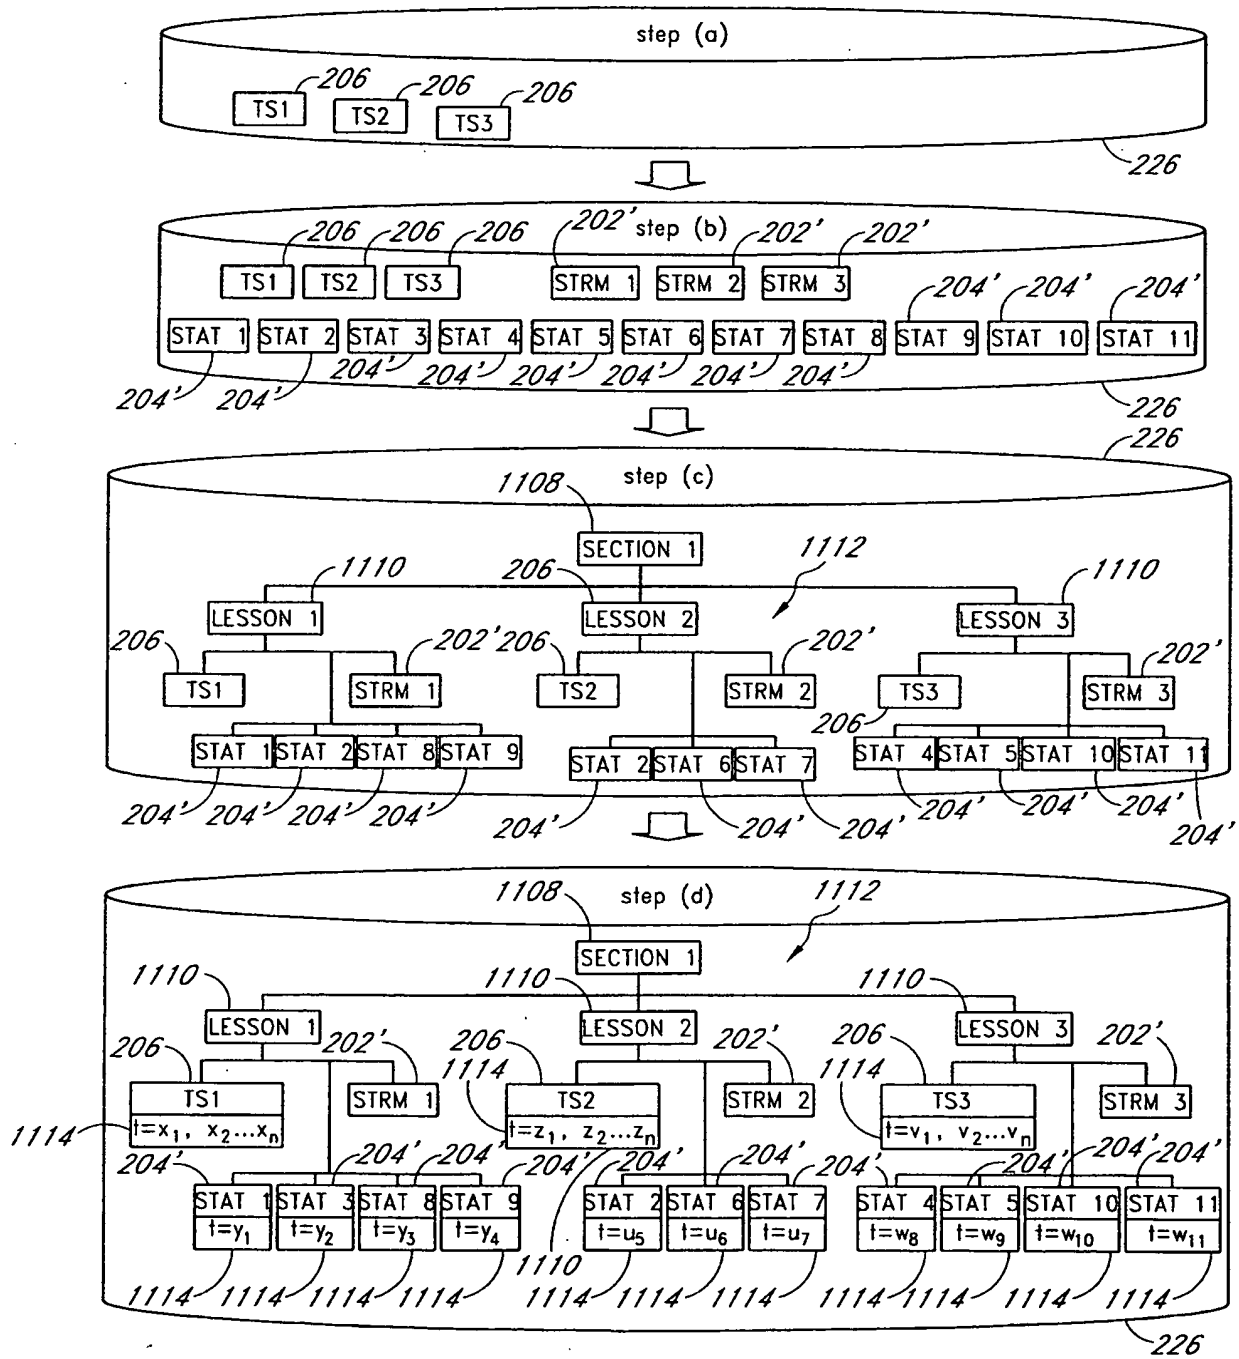 step (a)
206 206 206
TS1 TS2 TS3
226
step (b)
206 206 206 202' 202' 202'
TS1 TS2 TS3 STRM 1 STRM 2 STRM 3
204' 204' 204'
STAT 1 STAT 2 STAT 3 STAT 4 STAT 5 STAT 6 STAT 7 STAT 8 STAT 9 STAT 10 STAT 11
204' 204' 204' 204' 204' 204' 204' 204'
226
226
step (c)
1108
SECTION 1
1112
1110 206 1110
LESSON 1 LESSON 2 LESSON 3
206 202' 206 202' 202'
TS1 STRM 1 TS2 STRM 2 TS3 STRM 3
206
STAT 1 STAT 2 STAT 8 STAT 9 STAT 2 STAT 6 STAT 7 STAT 4 STAT 5 STAT 10 STAT 11
204' 204' 204' 204' 204' 204' 204' 204' 204' 204' 204'
step (d)
1108 1112
SECTION 1
1110 1110 1110
LESSON 1 LESSON 2 LESSON 3
206 202' 206 202' 206 202'
1114 1114
TS1 STRM 1 TS2 STRM 2 TS3 STRM 3
1114 t=x₁, x₂...xₙ t=z₁, z₂...zₙ t=v₁, v₂...vₙ
204' 204' 204' 204' 204' 204' 204' 204' 204' 204' 204'
STAT 1 STAT 3 STAT 8 STAT 9 STAT 2 STAT 6 STAT 7 STAT 4 STAT 5 STAT 10 STAT 11
t=y₁ t=y₂ t=y₃ t=y₄ t=u₅ t=u₆ t=u₇ t=w₈ t=w₉ t=w₁₀ t=w₁₁
1110
1114 1114 1114 1114 1114 1114 1114 1114 1114 1114 1114
226